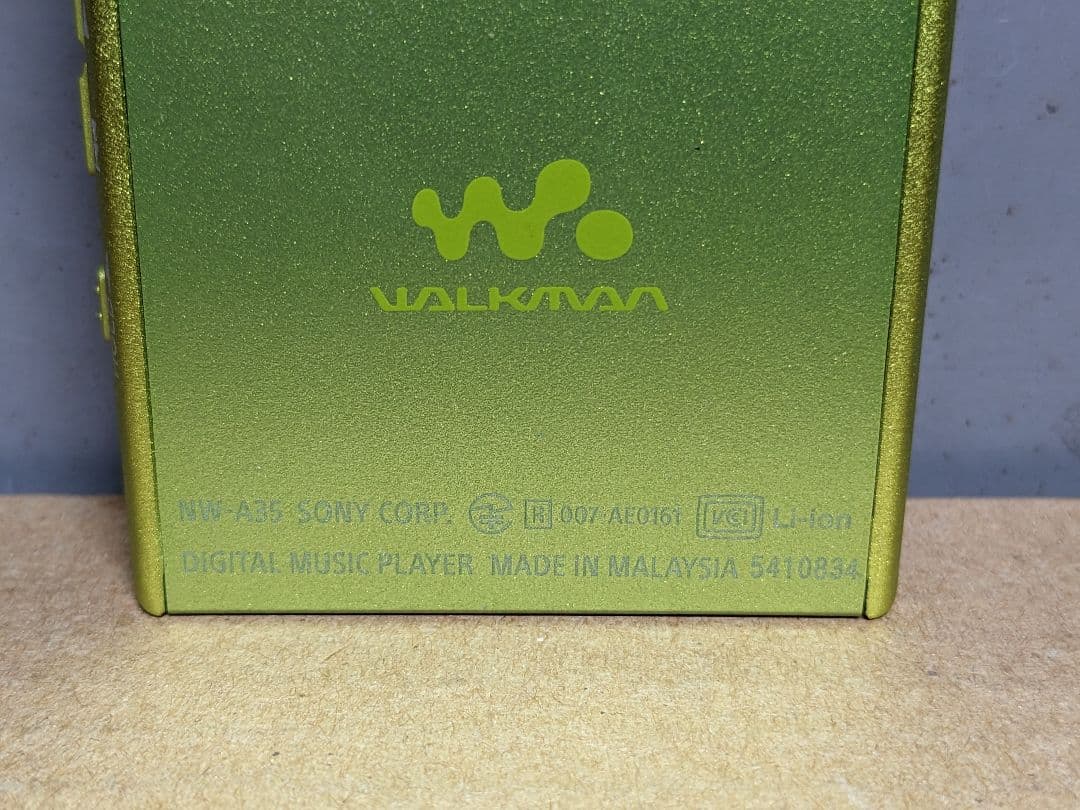 WALKMAN
NW-A35 SONY CORP. R 007-AE0161 VCI Li-ion
DIGITAL MUSIC PLAYER MADE IN MALAYSIA 5410834